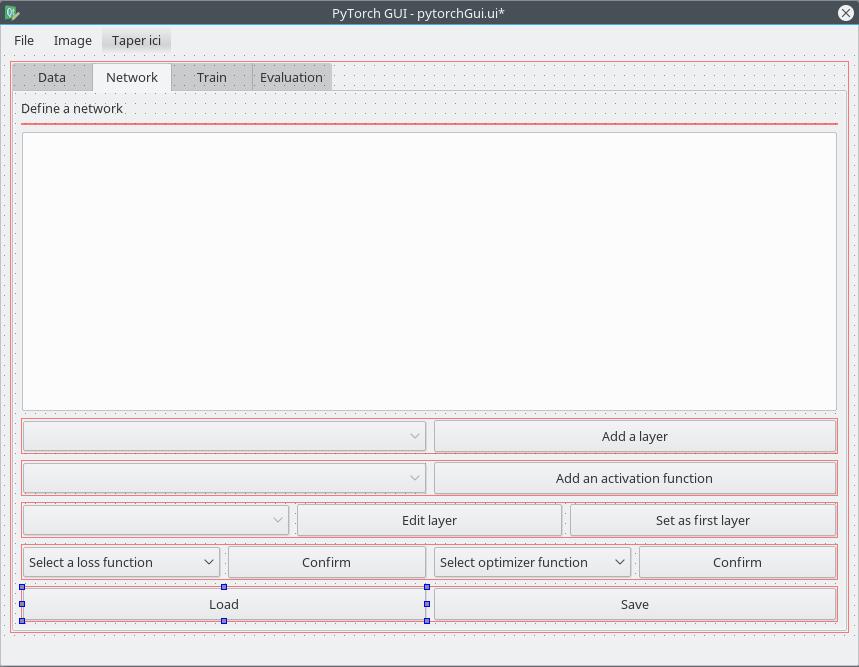 PyTorch GUI - pytorchGui.ui*
File Image Taper ici
Data Network Train Evaluation
Define a network
Add a layer
Add an activation function
Edit layer Set as first layer
Select a loss function Confirm Select optimizer function Confirm
Load Save